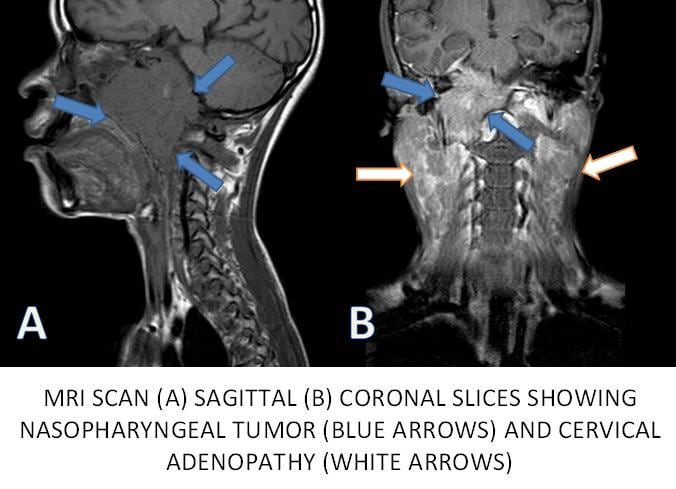 A
B
MRI SCAN (A) SAGITTAL (B) CORONAL SLICES SHOWING
NASOPHARYNGEAL TUMOR (BLUE ARROWS) AND CERVICAL
ADENOPATHY (WHITE ARROWS)